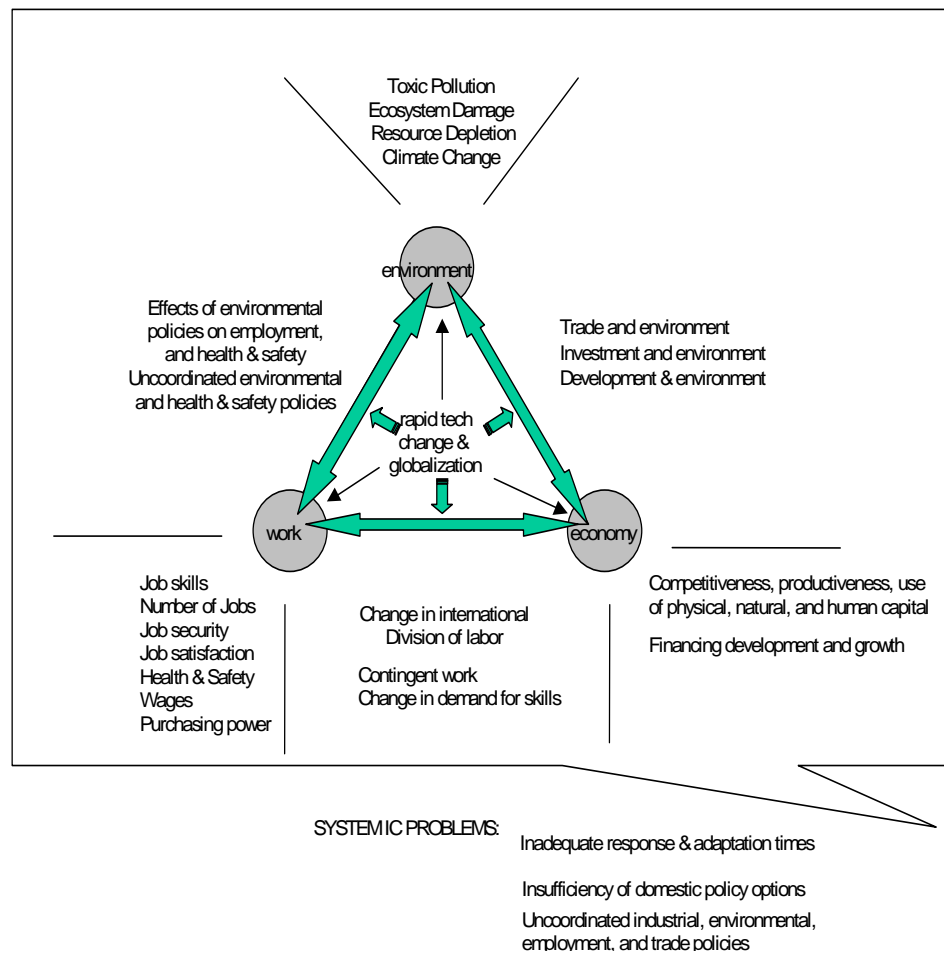 Toxic Pollution
Ecosystem Damage
Resource Depletion
Climate Change
environment
Effects of environmental
policies on employment,
and health & safety
Uncoordinated environmental
and health & safety policies
Trade and environment
Investment and environment
Development & environment
rapid tech
change &
globalization
work
economy
Job skills
Number of Jobs
Job security
Job satisfaction
Health & Safety
Wages
Purchasing power
Change in international
Division of labor
Contingent work
Change in demand for skills
Competitiveness, productiveness, use
of physical, natural, and human capital
Financing development and growth
SYSTEMIC PROBLEMS:
Inadequate response & adaptation times
Insufficiency of domestic policy options
Uncoordinated industrial, environmental,
employment, and trade policies